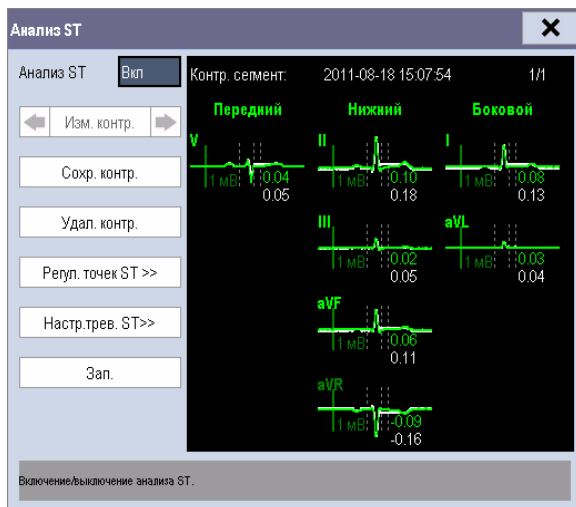 Анализ ST
Анализ ST Вкл
Изм. контр.
Сохр. контр.
Удал. контр.
Регул. точек ST >>
Настр.трев. ST>>
Зап.
Контр. сегмент: 2011-08-18 15:07:54 1/1
Передний Нижний Боковой
V
1 мВ 0.04
0.05
II
1 мВ 0.10
0.18
I
1 мВ 0.08
0.13
III
1 мВ 0.02
0.05
aVL
1 мВ 0.03
0.04
aVF
1 мВ 0.06
0.11
aVR
1 мВ -0.09
-0.16
Включение/выключение анализа ST.